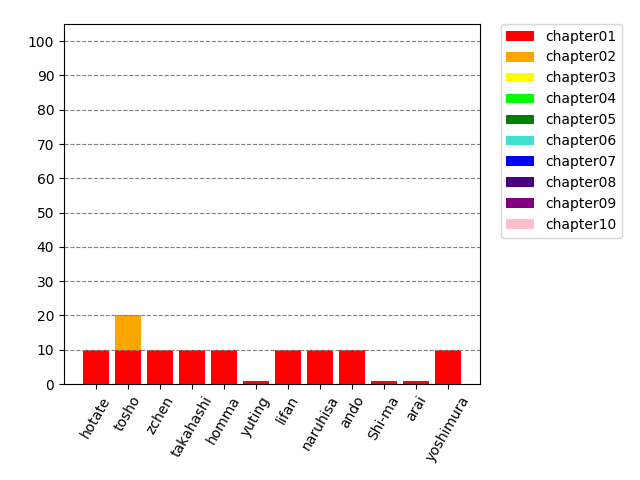 100
90
80
70
60
50
40
30
20
10
0
hotate
tosho
zchen
takahashi
homma
yuting
lifan
naruhisa
ando
Shi-ma
arai
yoshimura
chapter01
chapter02
chapter03
chapter04
chapter05
chapter06
chapter07
chapter08
chapter09
chapter10